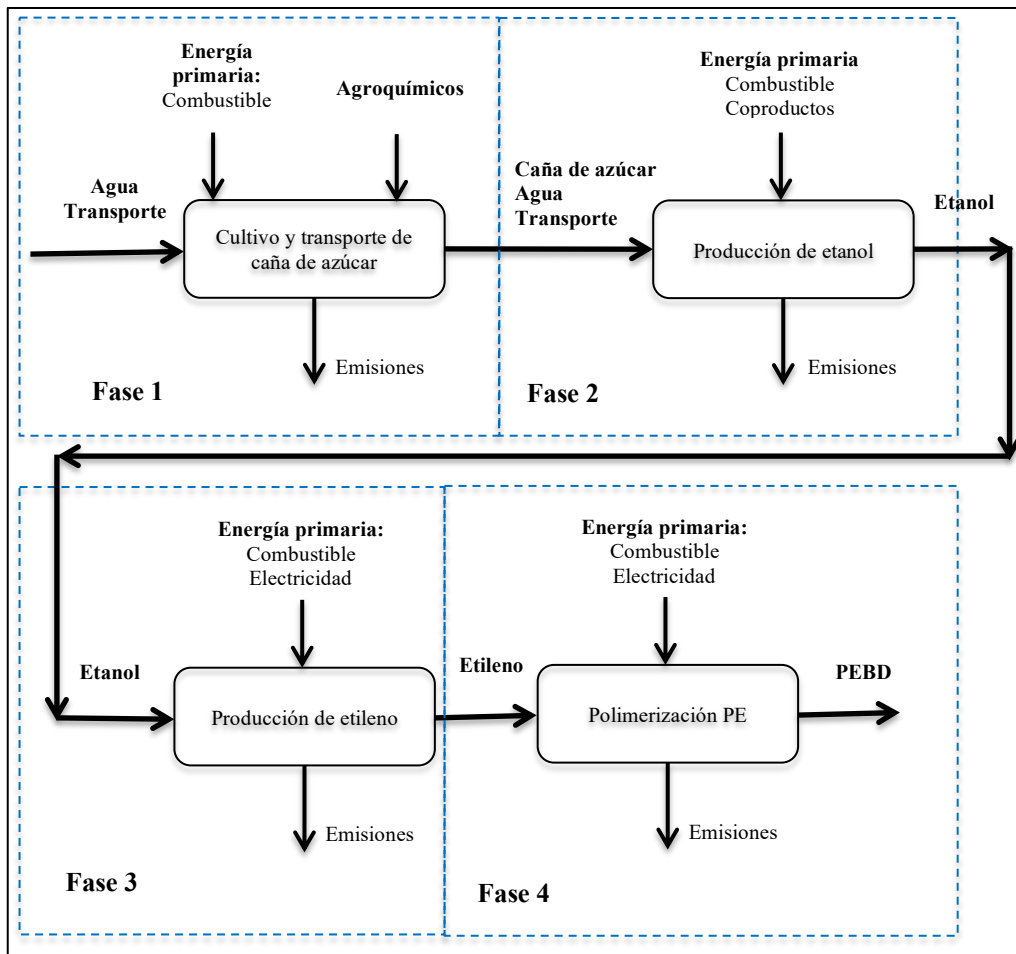 Energía
primaria:
Combustible
Agroquímicos
Agua
Transporte
Cultivo y transporte de
caña de azúcar
Emisiones
Fase 1
Energía primaria
Combustible
Coproductos
Caña de azúcar
Agua
Transporte
Etanol
Producción de etanol
Emisiones
Fase 2
Energía primaria:
Combustible
Electricidad
Etanol
Producción de etileno
Emisiones
Fase 3
Energía primaria:
Combustible
Electricidad
Etileno
PEBD
Polimerización PE
Emisiones
Fase 4